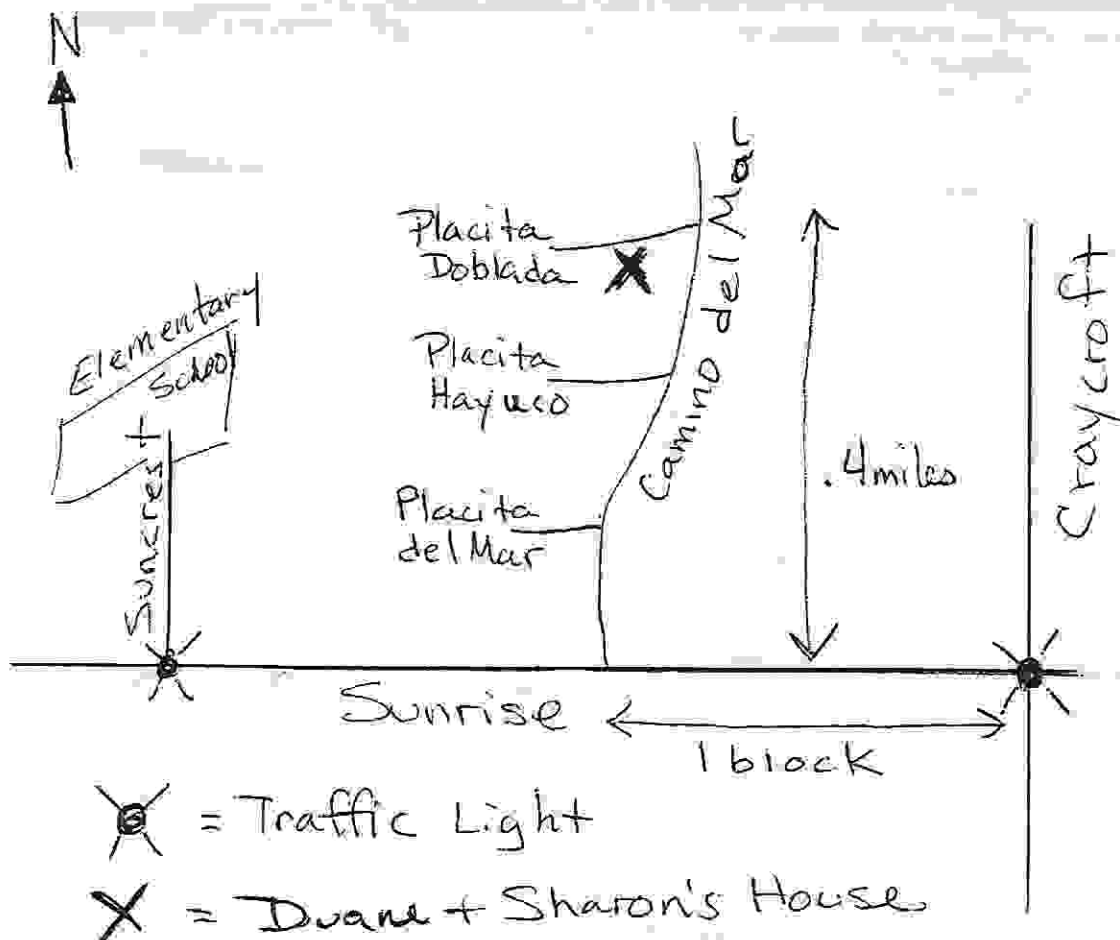 N
Placita
Doblada
Camino del Mar
Elementary
School
Placita
Hayuco
Craycroft
.4 miles
Placita
del Mar
Suncrest
Sunrise
1 block
= Traffic Light
X = Duane + Sharon's House